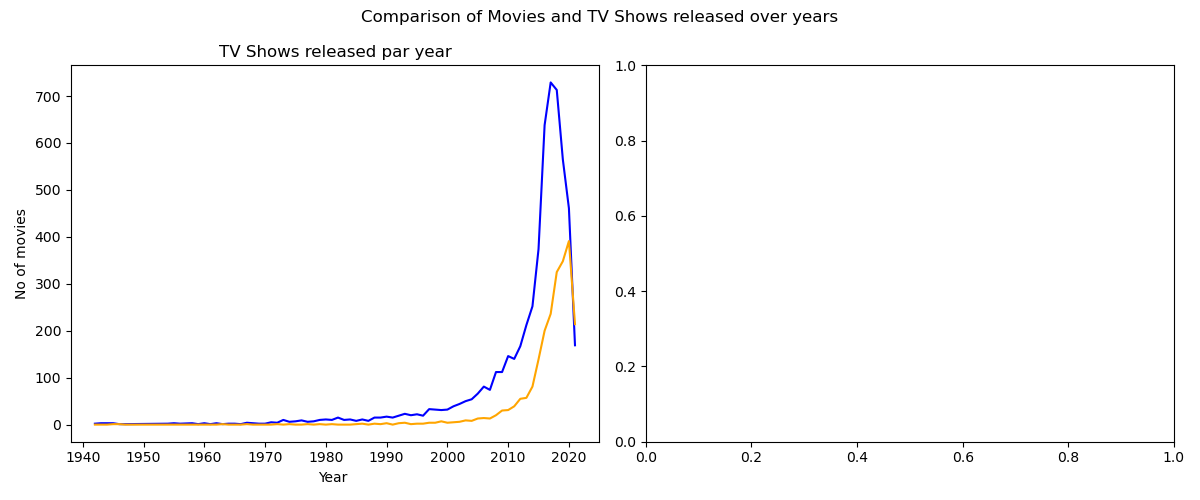 Comparison of Movies and TV Shows released over years
TV Shows released par year
No of movies
700
600
500
400
300
200
100
0
1940 1950 1960 1970 1980 1990 2000 2010 2020
Year
1.0
0.8
0.6
0.4
0.2
0.0
0.0 0.2 0.4 0.6 0.8 1.0